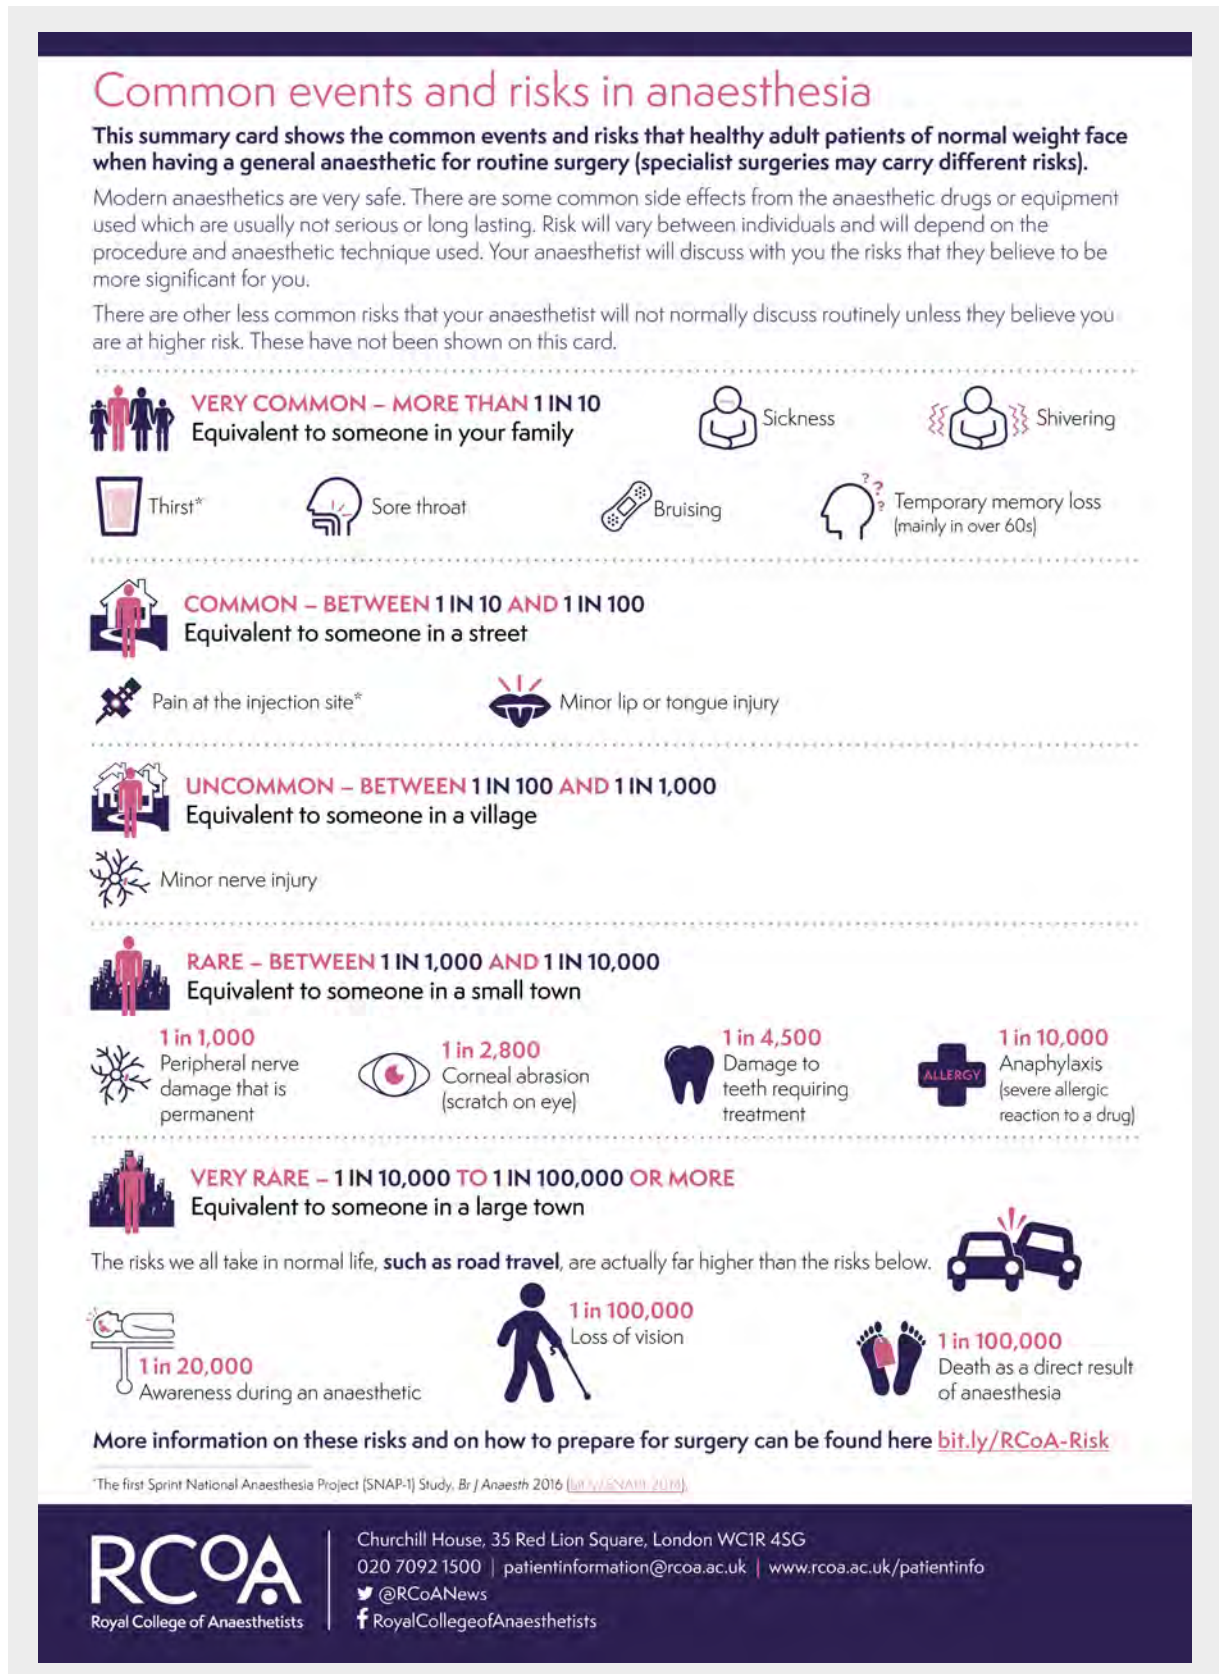 Common events and risks in anaesthesia
This summary card shows the common events and risks that healthy adult patients of normal weight face
when having a general anaesthetic for routine surgery (specialist surgeries may carry different risks).
Modern anaesthetics are very safe. There are some common side effects from the anaesthetic drugs or equipment
used which are usually not serious or long lasting. Risk will vary between individuals and will depend on the
procedure and anaesthetic technique used. Your anaesthetist will discuss with you the risks that they believe to be
more significant for you.
There are other less common risks that your anaesthetist will not normally discuss routinely unless they believe you
are at higher risk. These have not been shown on this card.
VERY COMMON – MORE THAN 1 IN 10
Equivalent to someone in your family
Sickness
Shivering
Thirst*
Sore throat
Bruising
? ? ?
Temporary memory loss
(mainly in over 60s)
COMMON – BETWEEN 1 IN 10 AND 1 IN 100
Equivalent to someone in a street
Pain at the injection site*
Minor lip or tongue injury
UNCOMMON – BETWEEN 1 IN 100 AND 1 IN 1,000
Equivalent to someone in a village
Minor nerve injury
RARE – BETWEEN 1 IN 1,000 AND 1 IN 10,000
Equivalent to someone in a small town
1 in 1,000
Peripheral nerve
damage that is
permanent
1 in 2,800
Corneal abrasion
(scratch on eye)
1 in 4,500
Damage to
teeth requiring
treatment
ALLERGY
1 in 10,000
Anaphylaxis
(severe allergic
reaction to a drug)
VERY RARE – 1 IN 10,000 TO 1 IN 100,000 OR MORE
Equivalent to someone in a large town
The risks we all take in normal life, such as road travel, are actually far higher than the risks below.
1 in 20,000
Awareness during an anaesthetic
1 in 100,000
Loss of vision
1 in 100,000
Death as a direct result
of anaesthesia
More information on these risks and on how to prepare for surgery can be found here bit.ly/RCoA-Risk
*The first Sprint National Anaesthesia Project (SNAP-1) Study. Br J Anaesth 2016
RCOA
Royal College of Anaesthetists
Churchill House, 35 Red Lion Square, London WC1R 4SG
020 7092 1500 | patientinformation@rcoa.ac.uk | www.rcoa.ac.uk/patientinfo
@RCoANews
RoyalCollegeofAnaesthetists